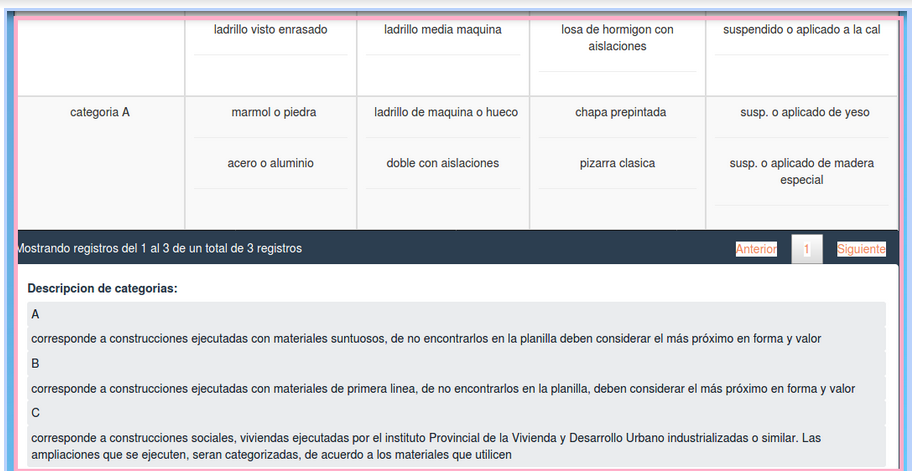 ladrillo visto enrasado ladrillo media maquina losa de hormigon con suspendido o aplicado a la cal
aislaciones
categoria A marmol o piedra ladrillo de maquina o hueco chapa prepintada susp. o aplicado de yeso
acero o aluminio doble con aislaciones pizarra clasica susp. o aplicado de madera
especial
Mostrando registros del 1 al 3 de un total de 3 registros Anterior 1 Siguiente
Descripcion de categorias:
A
corresponde a construcciones ejecutadas con materiales suntuosos, de no encontrarlos en la planilla deben considerar el más próximo en forma y valor
B
corresponde a construcciones ejecutadas con materiales de primera linea, de no encontrarlos en la planilla, deben considerar el más próximo en forma y valor
C
corresponde a construcciones sociales, viviendas ejecutadas por el instituto Provincial de la Vivienda y Desarrollo Urbano industrializadas o similar. Las
ampliaciones que se ejecuten, seran categorizadas, de acuerdo a los materiales que utilicen